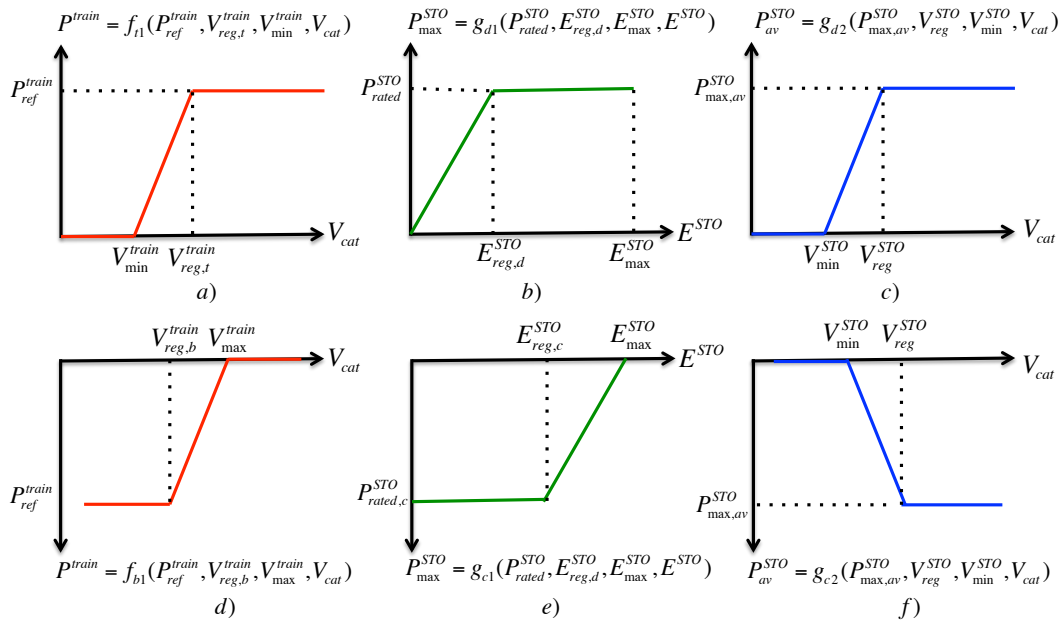 P^{train} = f_{t1}(P_{ref}^{train}, V_{reg,t}^{train}, V_{min}^{train}, V_{cat})
P_{ref}^{train}
V_{min}^{train}
V_{reg,t}^{train}
V_{cat}
a)
P_{max}^{STO} = g_{d1}(P_{rated}^{STO}, E_{reg,d}^{STO}, E_{max}^{STO}, E^{STO})
P_{rated}^{STO}
E_{reg,d}^{STO}
E_{max}^{STO}
E^{STO}
b)
P_{av}^{STO} = g_{d2}(P_{max,av}^{STO}, V_{reg}^{STO}, V_{min}^{STO}, V_{cat})
P_{max,av}^{STO}
V_{min}^{STO}
V_{reg}^{STO}
V_{cat}
c)
V_{reg,b}^{train}
V_{max}^{train}
V_{cat}
P_{ref}^{train}
P^{train} = f_{b1}(P_{ref}^{train}, V_{reg,b}^{train}, V_{max}^{train}, V_{cat})
d)
E_{reg,c}^{STO}
E_{max}^{STO}
E^{STO}
P_{rated,c}^{STO}
P_{max}^{STO} = g_{c1}(P_{rated}^{STO}, E_{reg,d}^{STO}, E_{max}^{STO}, E^{STO})
e)
V_{min}^{STO}
V_{reg}^{STO}
V_{cat}
P_{max,av}^{STO}
P_{av}^{STO} = g_{c2}(P_{max,av}^{STO}, V_{reg}^{STO}, V_{min}^{STO}, V_{cat})
f)